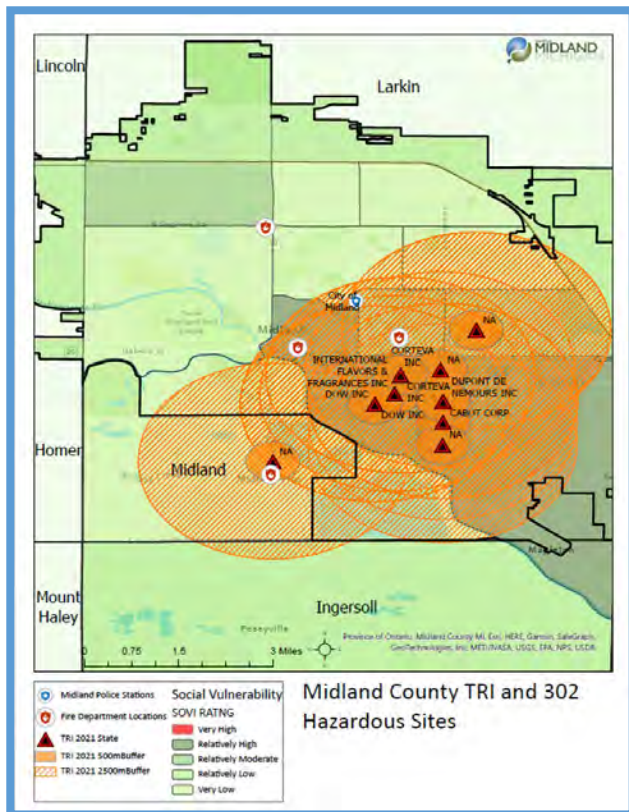 MIDLAND
Lincoln
Larkin
City of
Midland
NA
CORTEVA
INC
INTERNATIONAL
FLAVORS &
FRAGRANCES INC
NA
DUPONT DE
NEMOURS INC
DOW INC
CORTEVA
INC
DOW INC
CABOT CORP
NA
NA
Homer
Midland
Mount
Haley
Ingersoll
Poseyville
0 0.75 1.5 3 Miles
Province of Ontario, Midland County MI, Esri, HERE, Garmin, SafeGraph,
GeoTechnologies, Inc, METI/NASA, USGS, EPA, NPS, USDA
Midland Police Stations
Fire Department Locations
TRI 2021 State
TRI 2021 500mBuffer
TRI 2021 2500mBuffer
Social Vulnerability
SOVI RATNG
Very High
Relatively High
Relatively Moderate
Relatively Low
Very Low
Midland County TRI and 302
Hazardous Sites